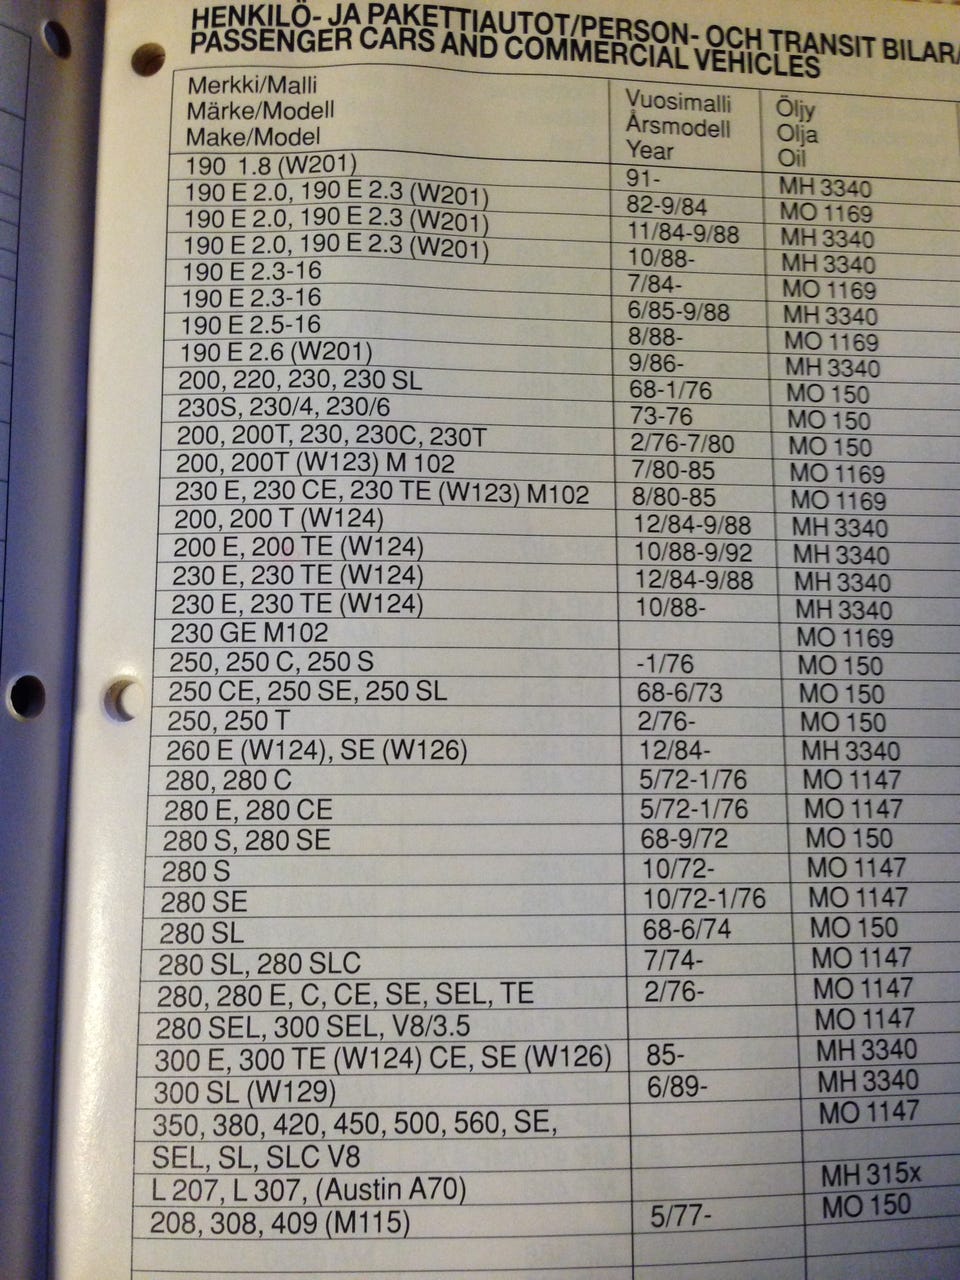 HENKILÖ- JA PAKETTIAUTOT/PERSON- OCH TRANSIT BILAR/
PASSENGER CARS AND COMMERCIAL VEHICLES
Merkki/Malli Vuosimalli Öljy
Märke/Modell Årsmodell Olja
Make/Model Year Oil
190 1.8 (W201) 91- MH 3340
190 E 2.0, 190 E 2.3 (W201) 82-9/84 MO 1169
190 E 2.0, 190 E 2.3 (W201) 11/84-9/88 MH 3340
190 E 2.0, 190 E 2.3 (W201) 10/88- MH 3340
190 E 2.3-16 7/84- MO 1169
190 E 2.3-16 6/85-9/88 MH 3340
190 E 2.5-16 8/88- MO 1169
190 E 2.6 (W201) 9/86- MH 3340
200, 220, 230, 230 SL 68-1/76 MO 150
230S, 230/4, 230/6 73-76 MO 150
200, 200T, 230, 230C, 230T 2/76-7/80 MO 150
200, 200T (W123) M 102 7/80-85 MO 1169
230 E, 230 CE, 230 TE (W123) M102 8/80-85 MO 1169
200, 200 T (W124) 12/84-9/88 MH 3340
200 E, 200 TE (W124) 10/88-9/92 MH 3340
230 E, 230 TE (W124) 12/84-9/88 MH 3340
230 E, 230 TE (W124) 10/88- MH 3340
230 GE M102 MO 1169
250, 250 C, 250 S -1/76 MO 150
250 CE, 250 SE, 250 SL 68-6/73 MO 150
250, 250 T 2/76- MO 150
260 E (W124), SE (W126) 12/84- MH 3340
280, 280 C 5/72-1/76 MO 1147
280 E, 280 CE 5/72-1/76 MO 1147
280 S, 280 SE 68-9/72 MO 150
280 S 10/72- MO 1147
280 SE 10/72-1/76 MO 1147
280 SL 68-6/74 MO 150
280 SL, 280 SLC 7/74- MO 1147
280, 280 E, C, CE, SE, SEL, TE 2/76- MO 1147
280 SEL, 300 SEL, V8/3.5 MO 1147
300 E, 300 TE (W124) CE, SE (W126) 85- MH 3340
300 SL (W129) 6/89- MH 3340
350, 380, 420, 450, 500, 560, SE, MO 1147
SEL, SL, SLC V8
L 207, L 307, (Austin A70) MH 315x
208, 308, 409 (M115) 5/77- MO 150